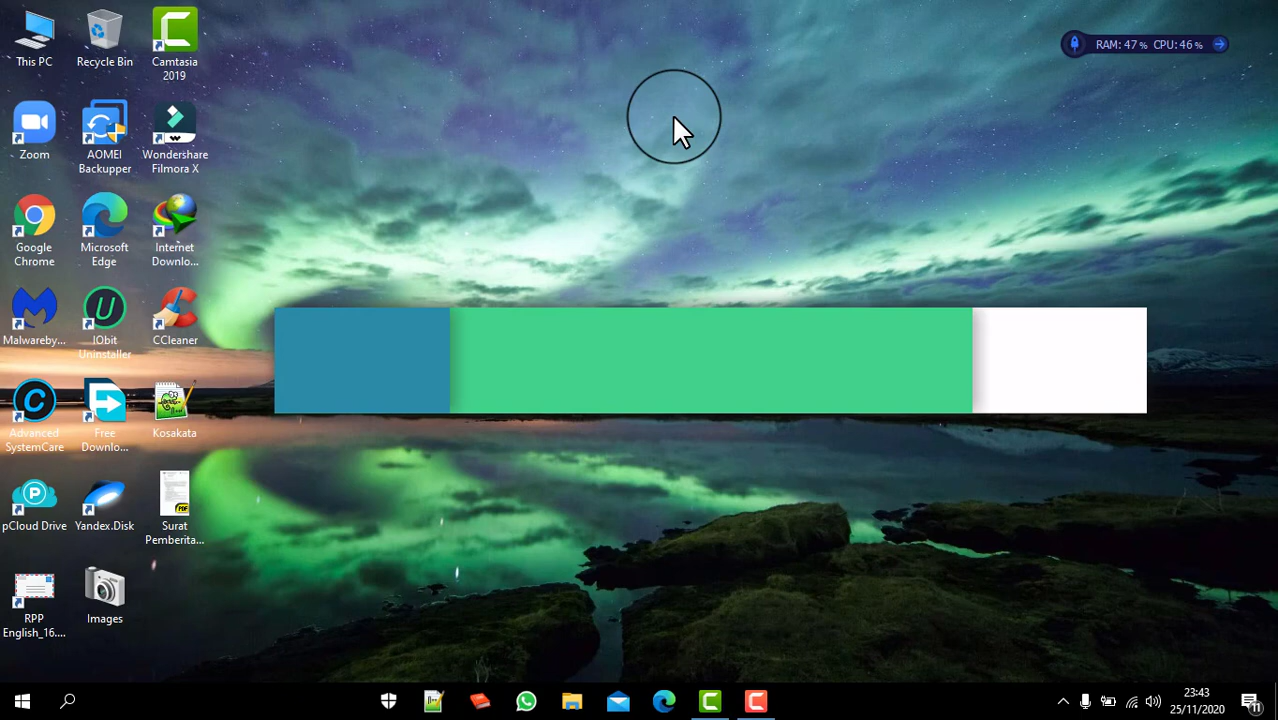 This PC
Recycle Bin
Camtasia
2019
RAM: 47 % CPU: 46 %
Zoom
AOMEI
Backupper
Wondershare
Filmora X
Google
Chrome
Microsoft
Edge
Internet
Downlo...
Malwareby...
IObit
Uninstaller
CCleaner
Advanced
SystemCare
Free
Downlo...
Kosakata
pCloud Drive
Yandex.Disk
Surat
Pemberita...
PDF
RPP
English_16....
Images
23:43
25/11/2020
11